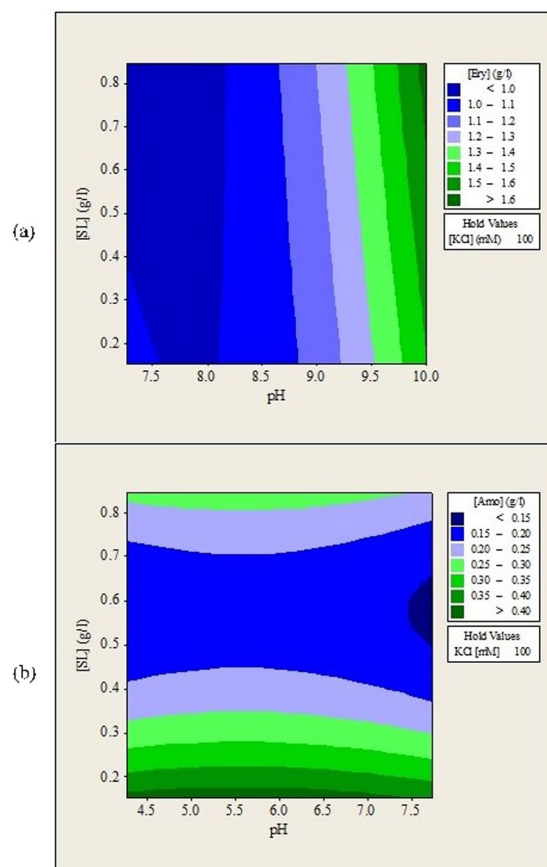 (a)
[SL] (g/l)
0.8
0.7
0.6
0.5
0.4
0.3
0.2
7.5 8.0 8.5 9.0 9.5 10.0
pH
[Ery] (g/l)
< 1.0
1.0 – 1.1
1.1 – 1.2
1.2 – 1.3
1.3 – 1.4
1.4 – 1.5
1.5 – 1.6
> 1.6
Hold Values
[KCl] (mM) 100
(b)
[SL] (g/l)
0.8
0.7
0.6
0.5
0.4
0.3
0.2
4.5 5.0 5.5 6.0 6.5 7.0 7.5
pH
[Amo] (g/l)
< 0.15
0.15 – 0.20
0.20 – 0.25
0.25 – 0.30
0.30 – 0.35
0.35 – 0.40
> 0.40
Hold Values
KCl [mM] 100